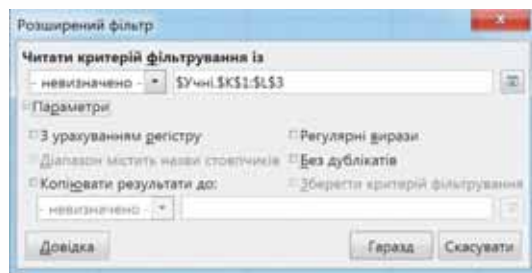 Розширений фільтр
Читати критерій фільтрування із
- невизначено - $Учні.$K$1:$L$3
Параметри
З урахуванням регістру Регулярні вирази
Діапазон містить назви стовпчиків Без дублікатів
Копіювати результати до: Зберегти критерій фільтрування
- невизначено -
Довідка Гаразд Скасувати